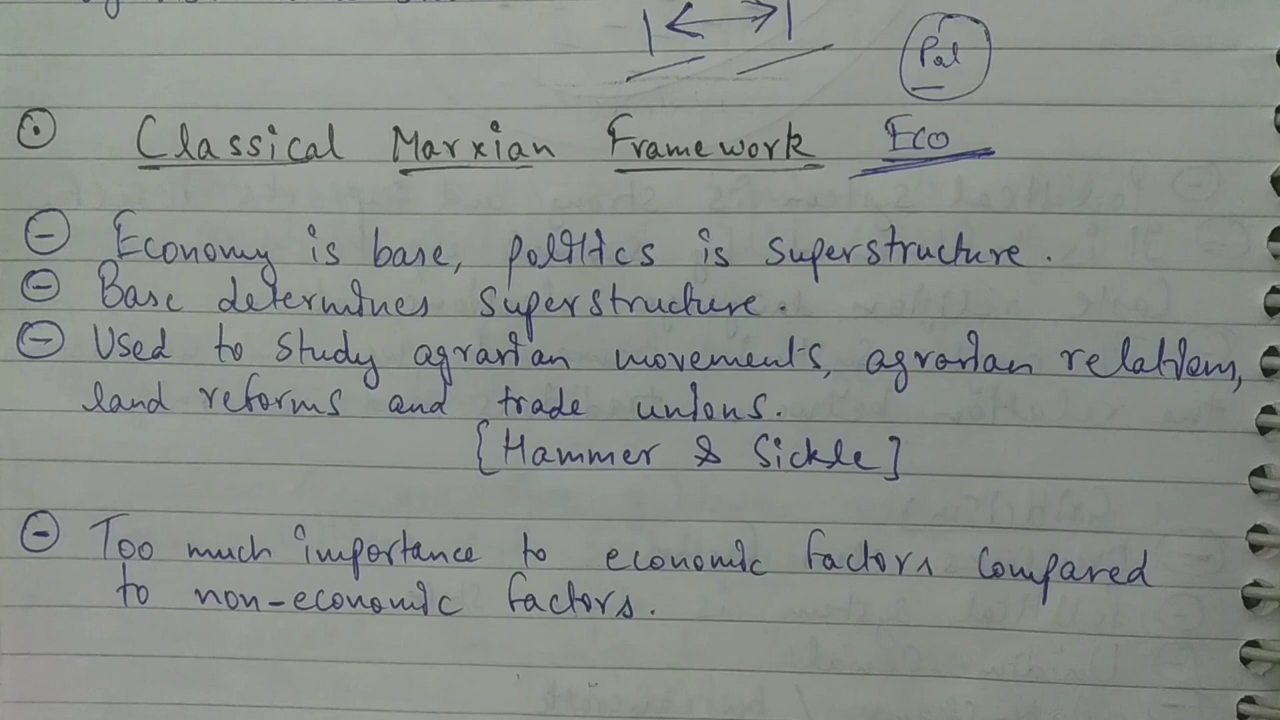 Pol
Classical Marxian Framework Eco
Economy is base, politics is superstructure.
Base determines superstructure.
Used to study agrarian movements, agrarian relations,
land reforms and trade unions.
[Hammer & Sickle]
Too much importance to economic factors compared
to non-economic factors.